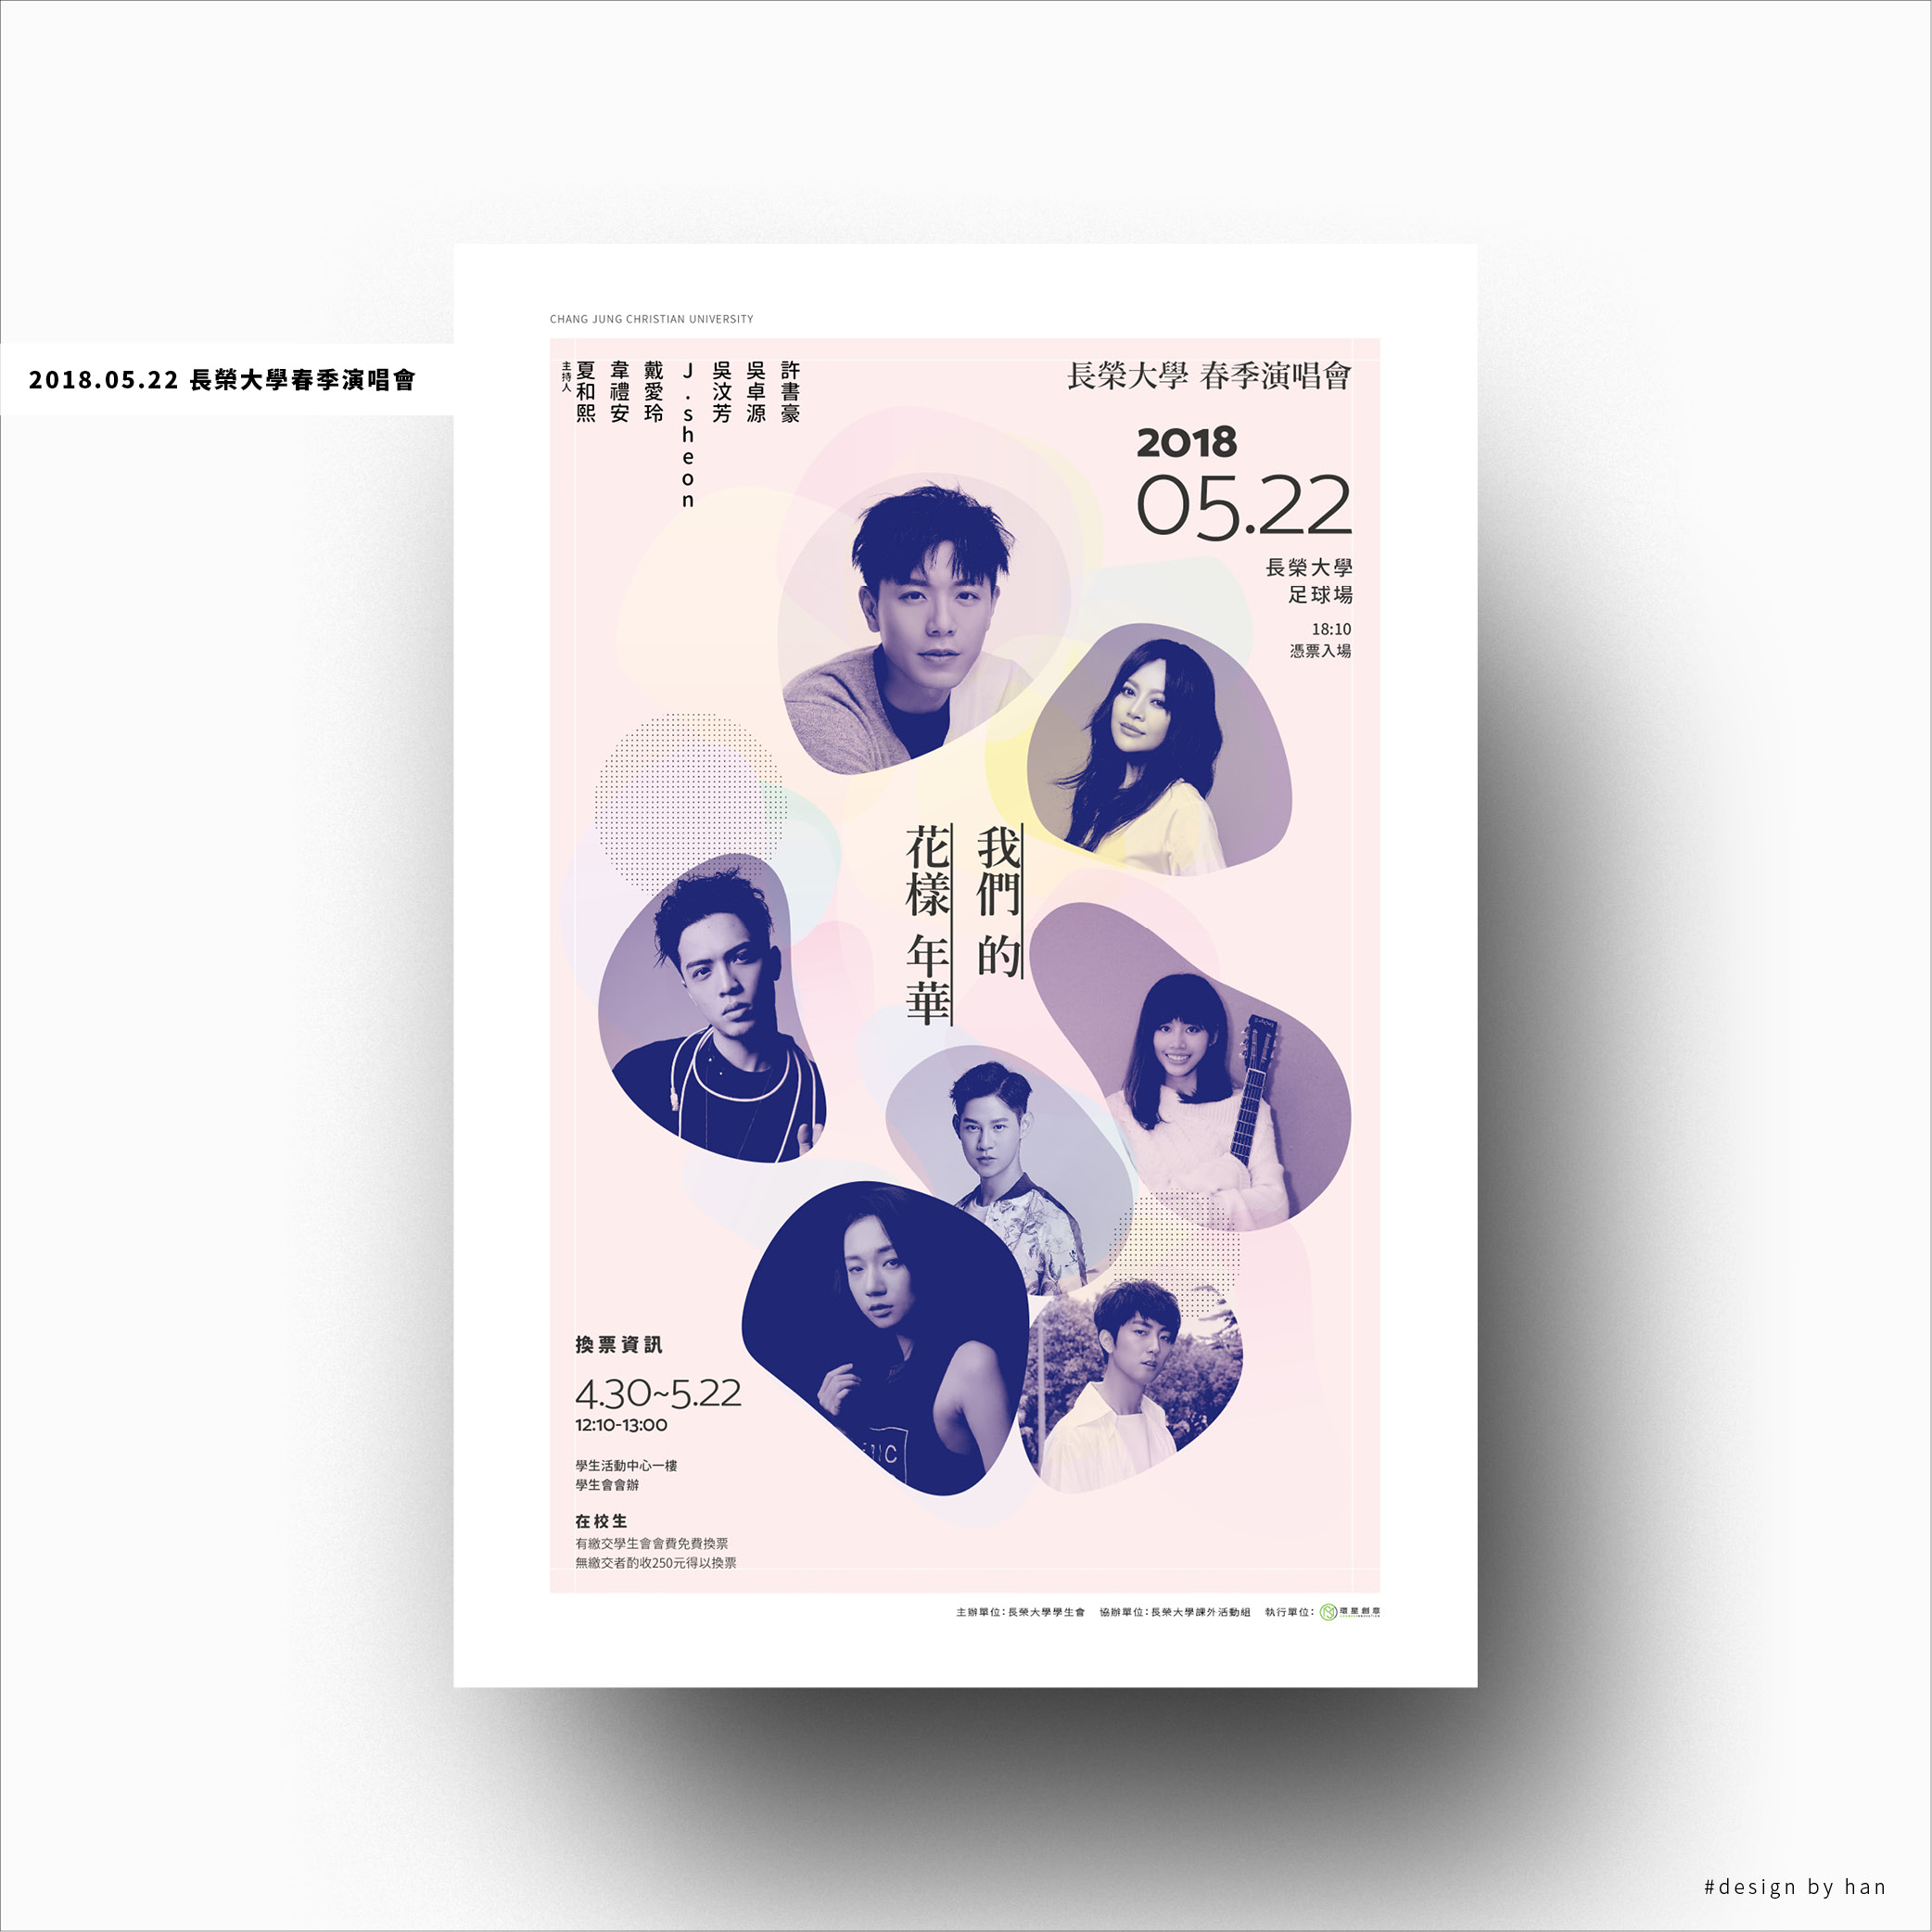 2018.05.22 長榮大學春季演唱會
CHANG JUNG CHRISTIAN UNIVERSITY
長榮大學 春季演唱會
2018
05.22
長榮大學
足球場
18:10
憑票入場
許書豪
吳卓源
吳汶芳
J.sheon
戴愛玲
韋禮安
主持人
夏和熙
我們的
花樣年華
換票資訊
4.30~5.22
12:10-13:00
學生活動中心一樓
學生會會辦
在校生
有繳交學生會會費免費換票
無繳交者酌收250元得以換票
主辦單位:長榮大學學生會 協辦單位:長榮大學課外活動組 執行單位: 環星創意
#design by han